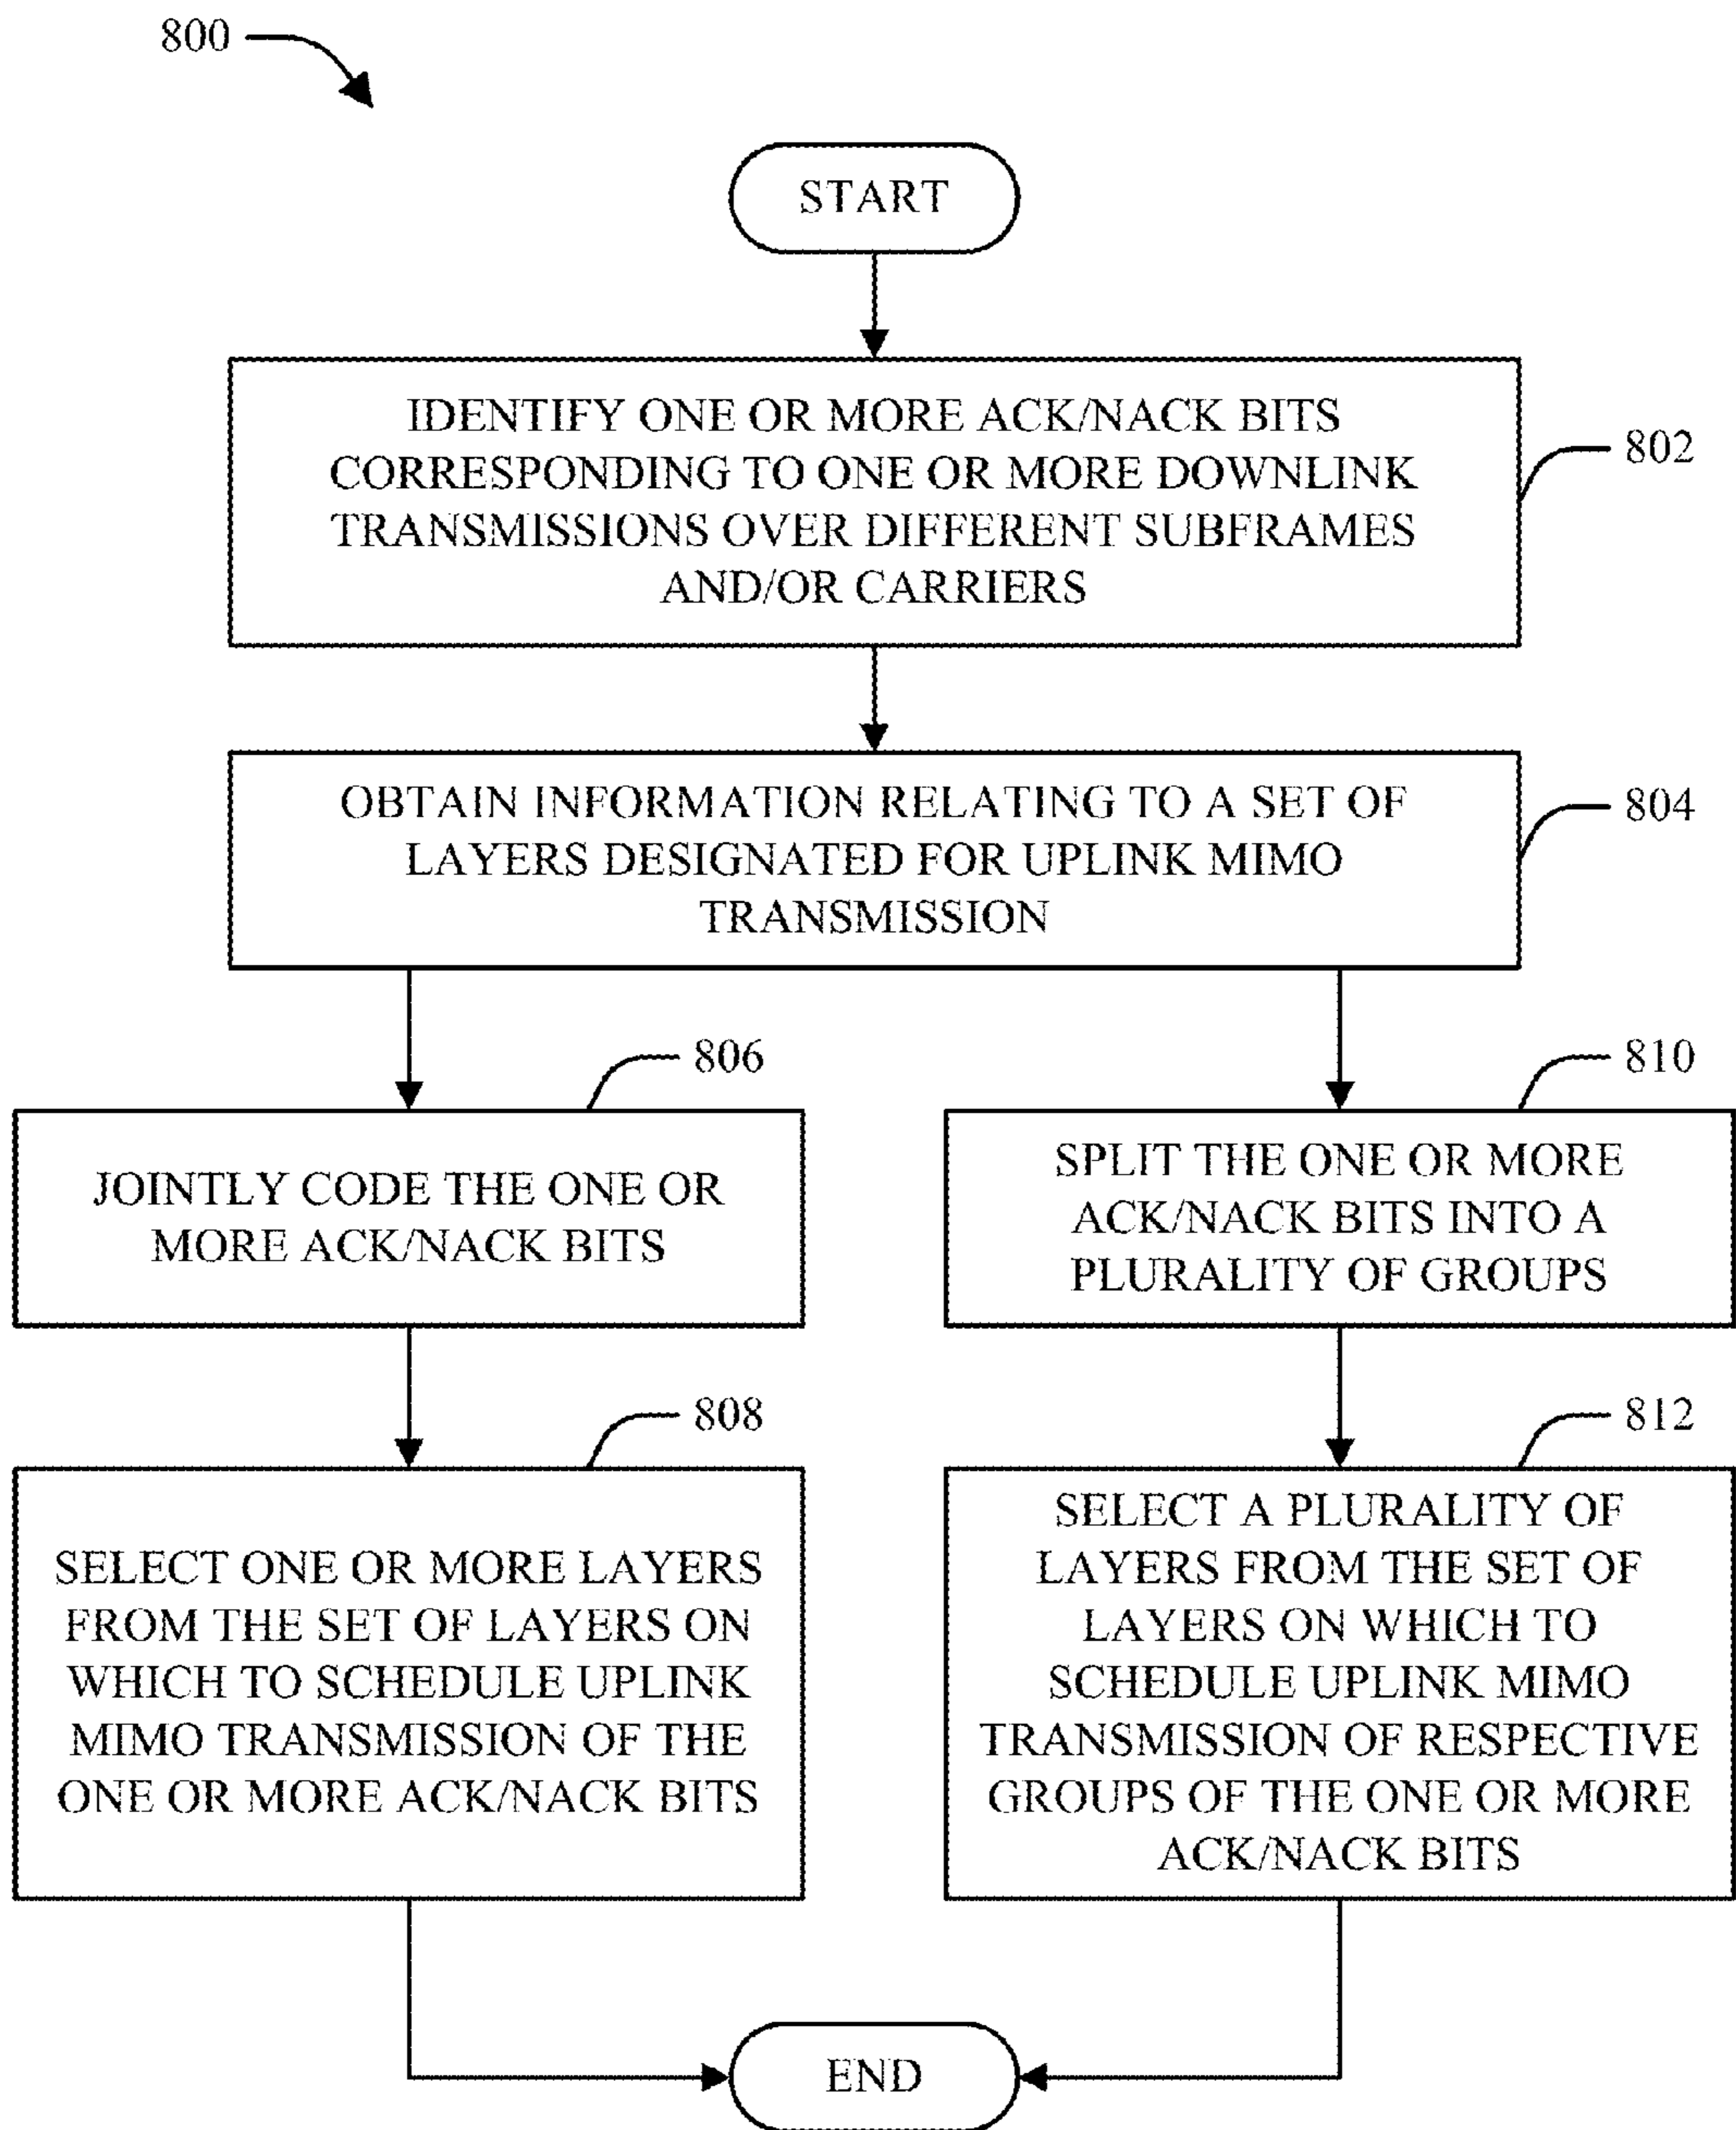 800
START
IDENTIFY ONE OR MORE ACK/NACK BITS
CORRESPONDING TO ONE OR MORE DOWNLINK
TRANSMISSIONS OVER DIFFERENT SUBFRAMES
AND/OR CARRIERS
802
OBTAIN INFORMATION RELATING TO A SET OF
LAYERS DESIGNATED FOR UPLINK MIMO
TRANSMISSION
804
806
JOINTLY CODE THE ONE OR
MORE ACK/NACK BITS
810
SPLIT THE ONE OR MORE
ACK/NACK BITS INTO A
PLURALITY OF GROUPS
808
SELECT ONE OR MORE LAYERS
FROM THE SET OF LAYERS ON
WHICH TO SCHEDULE UPLINK
MIMO TRANSMISSION OF THE
ONE OR MORE ACK/NACK BITS
812
SELECT A PLURALITY OF
LAYERS FROM THE SET OF
LAYERS ON WHICH TO
SCHEDULE UPLINK MIMO
TRANSMISSION OF RESPECTIVE
GROUPS OF THE ONE OR MORE
ACK/NACK BITS
END